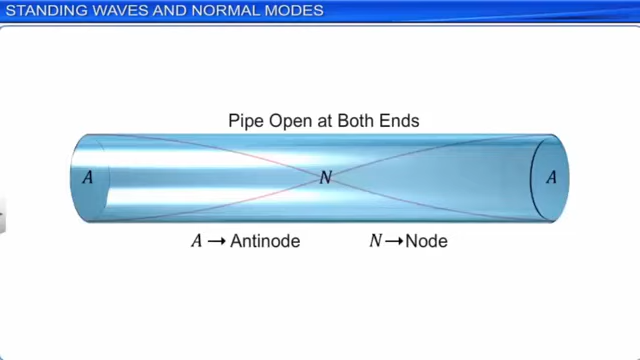 STANDING WAVES AND NORMAL MODES
Pipe Open at Both Ends
A N A
A → Antinode N → Node